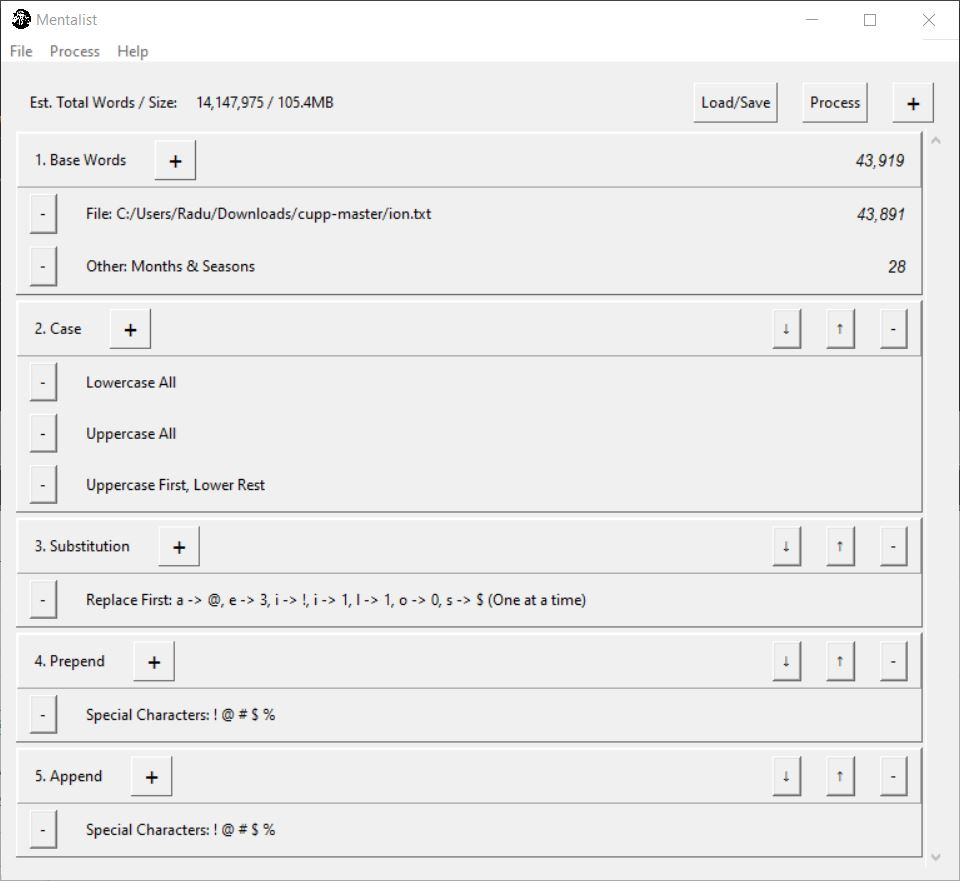 Mentalist
File Process Help
Est. Total Words / Size: 14,147,975 / 105.4MB Load/Save Process +
1. Base Words + 43,919
- File: C:/Users/Radu/Downloads/cupp-master/ion.txt 43,891
- Other: Months & Seasons 28
2. Case + ↓ ↑ -
- Lowercase All
- Uppercase All
- Uppercase First, Lower Rest
3. Substitution + ↓ ↑ -
- Replace First: a -> @, e -> 3, i -> !, i -> 1, l -> 1, o -> 0, s -> $ (One at a time)
4. Prepend + ↓ ↑ -
- Special Characters: ! @ # $ %
5. Append + ↓ ↑ -
- Special Characters: ! @ # $ %